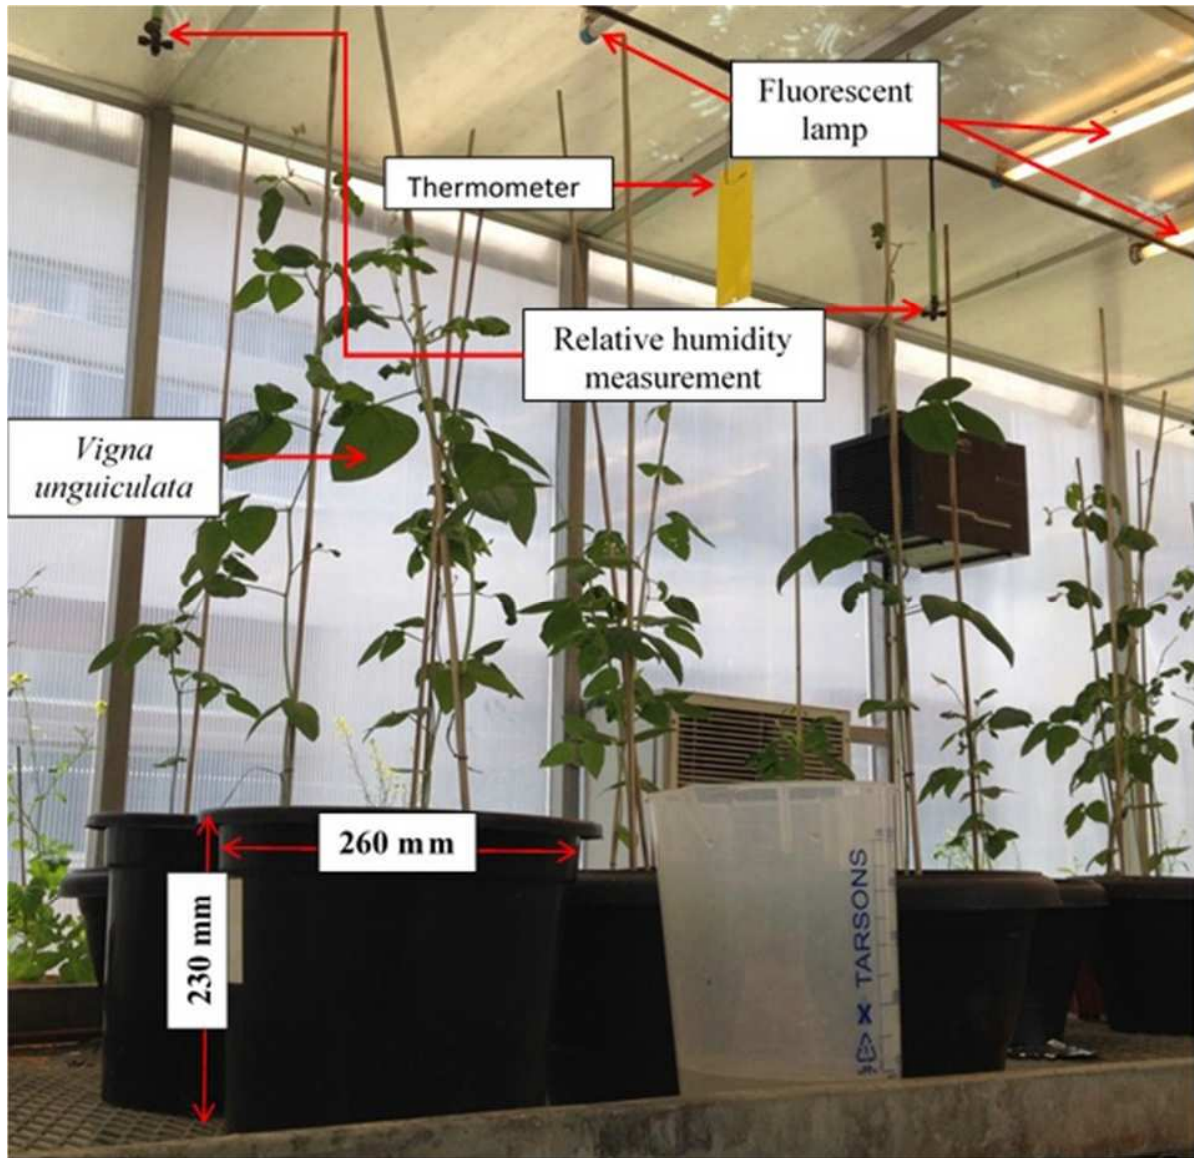 Fluorescent
lamp
Thermometer
Relative humidity
measurement
Vigna
unguiculata
260 mm
230 mm
X TARSONS